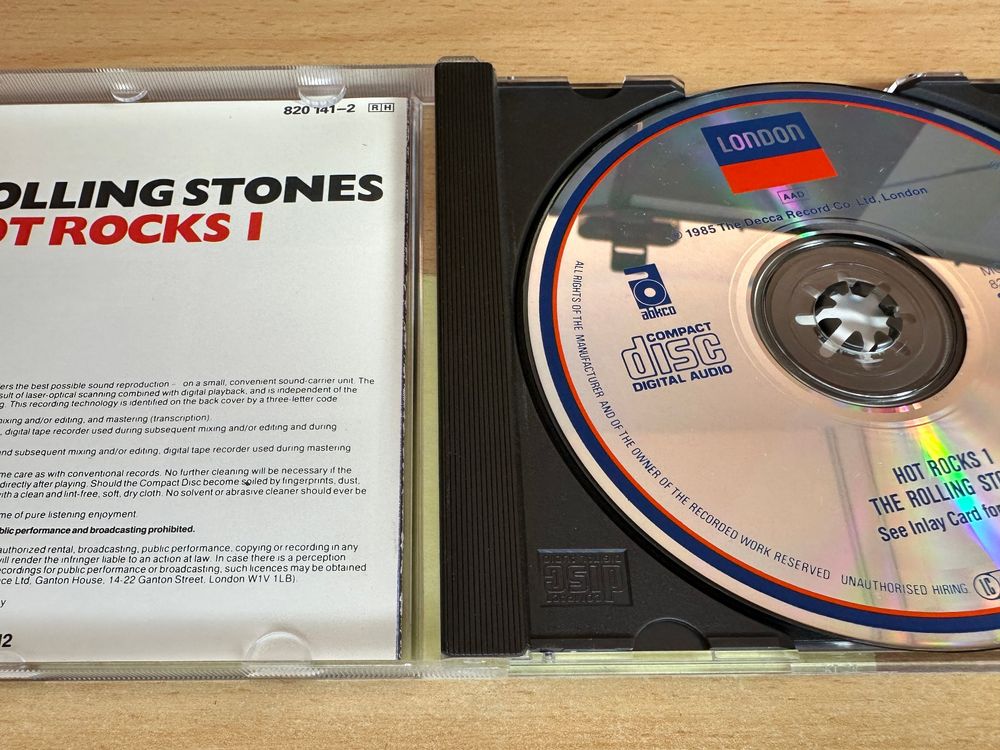 820 141-2 RH
OLLING STONES
OT ROCKS 1
ers the best possible sound reproduction – on a small, convenient sound-carrier unit. The
sult of laser-optical scanning combined with digital playback, and is independent of the
g. This recording technology is identified on the back cover by a three-letter code
mixing and/or editing, and mastering (transcription).
, digital tape recorder used during subsequent mixing and/or editing and during
nd subsequent mixing and/or editing, digital tape recorder used during mastering
me care as with conventional records. No further cleaning will be necessary if the
directly after playing. Should the Compact Disc become soiled by fingerprints, dust,
with a clean and lint-free, soft, dry cloth. No solvent or abrasive cleaner should ever be
me of pure listening enjoyment.
blic performance and broadcasting prohibited.
authorized rental, broadcasting, public performance, copying or recording in any
will render the infringer liable to an action at law. In case there is a perception
ecordings for public performance or broadcasting, such licences may be obtained
ce Ltd, Ganton House, 14-22 Ganton Street, London W1V 1LB).
y
12
LONDON
AAD
℗ 1985 The Decca Record Co. Ltd, London
abkco
COMPACT
disc
DIGITAL AUDIO
HOT ROCKS 1
THE ROLLING STO
See Inlay Card for
ALL RIGHTS OF THE MANUFACTURER AND OF THE OWNER OF THE RECORDED WORK RESERVED UNAUTHORISED HIRING,
LC
disc